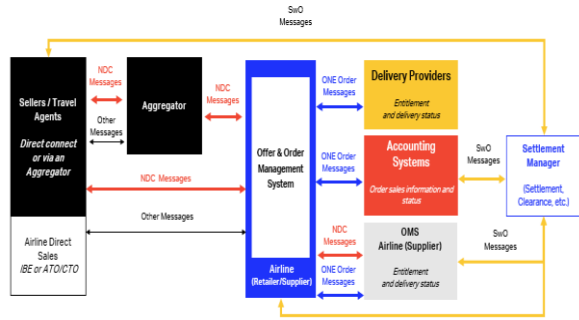 SwO
Messages
Sellers / Travel
Agents
Direct connect
or via an
Aggregator
Airline Direct
Sales
IBE or ATO/CTO
NDC
Messages
Other
Messages
Aggregator
NDC
Messages
NDC Messages
Other Messages
Offer & Order
Management
System
Airline
(Retailer/Supplier)
ONE Order
Messages
ONE Order
Messages
NDC
Messages
ONE Order
Messages
Delivery Providers
Entitlement
and delivery status
Accounting
Systems
Order sales information and
status
OMS
Airline (Supplier)
Entitlement
and delivery status
SwO
Messages
SwO
Messages
Settlement
Manager
(Settlement,
Clearance, etc.)